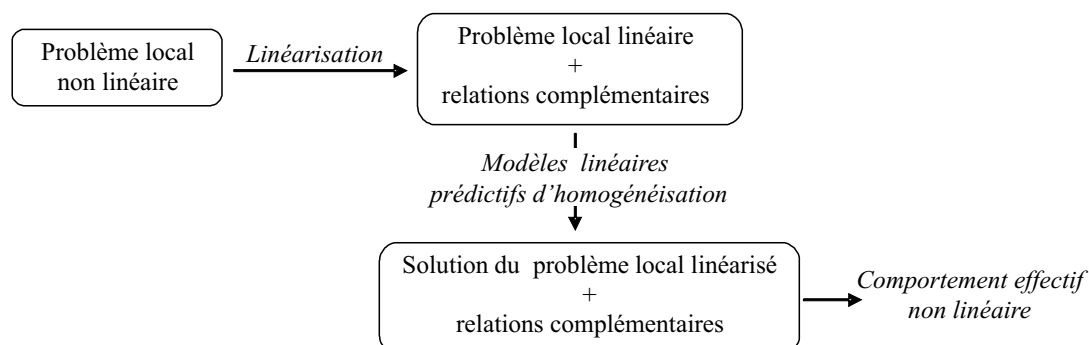 Problème local
non linéaire
Linéarisation
Problème local linéaire
+
relations complémentaires
Modèles linéaires
prédictifs d’homogénéisation
Solution du problème local linéarisé
+
relations complémentaires
Comportement effectif
non linéaire